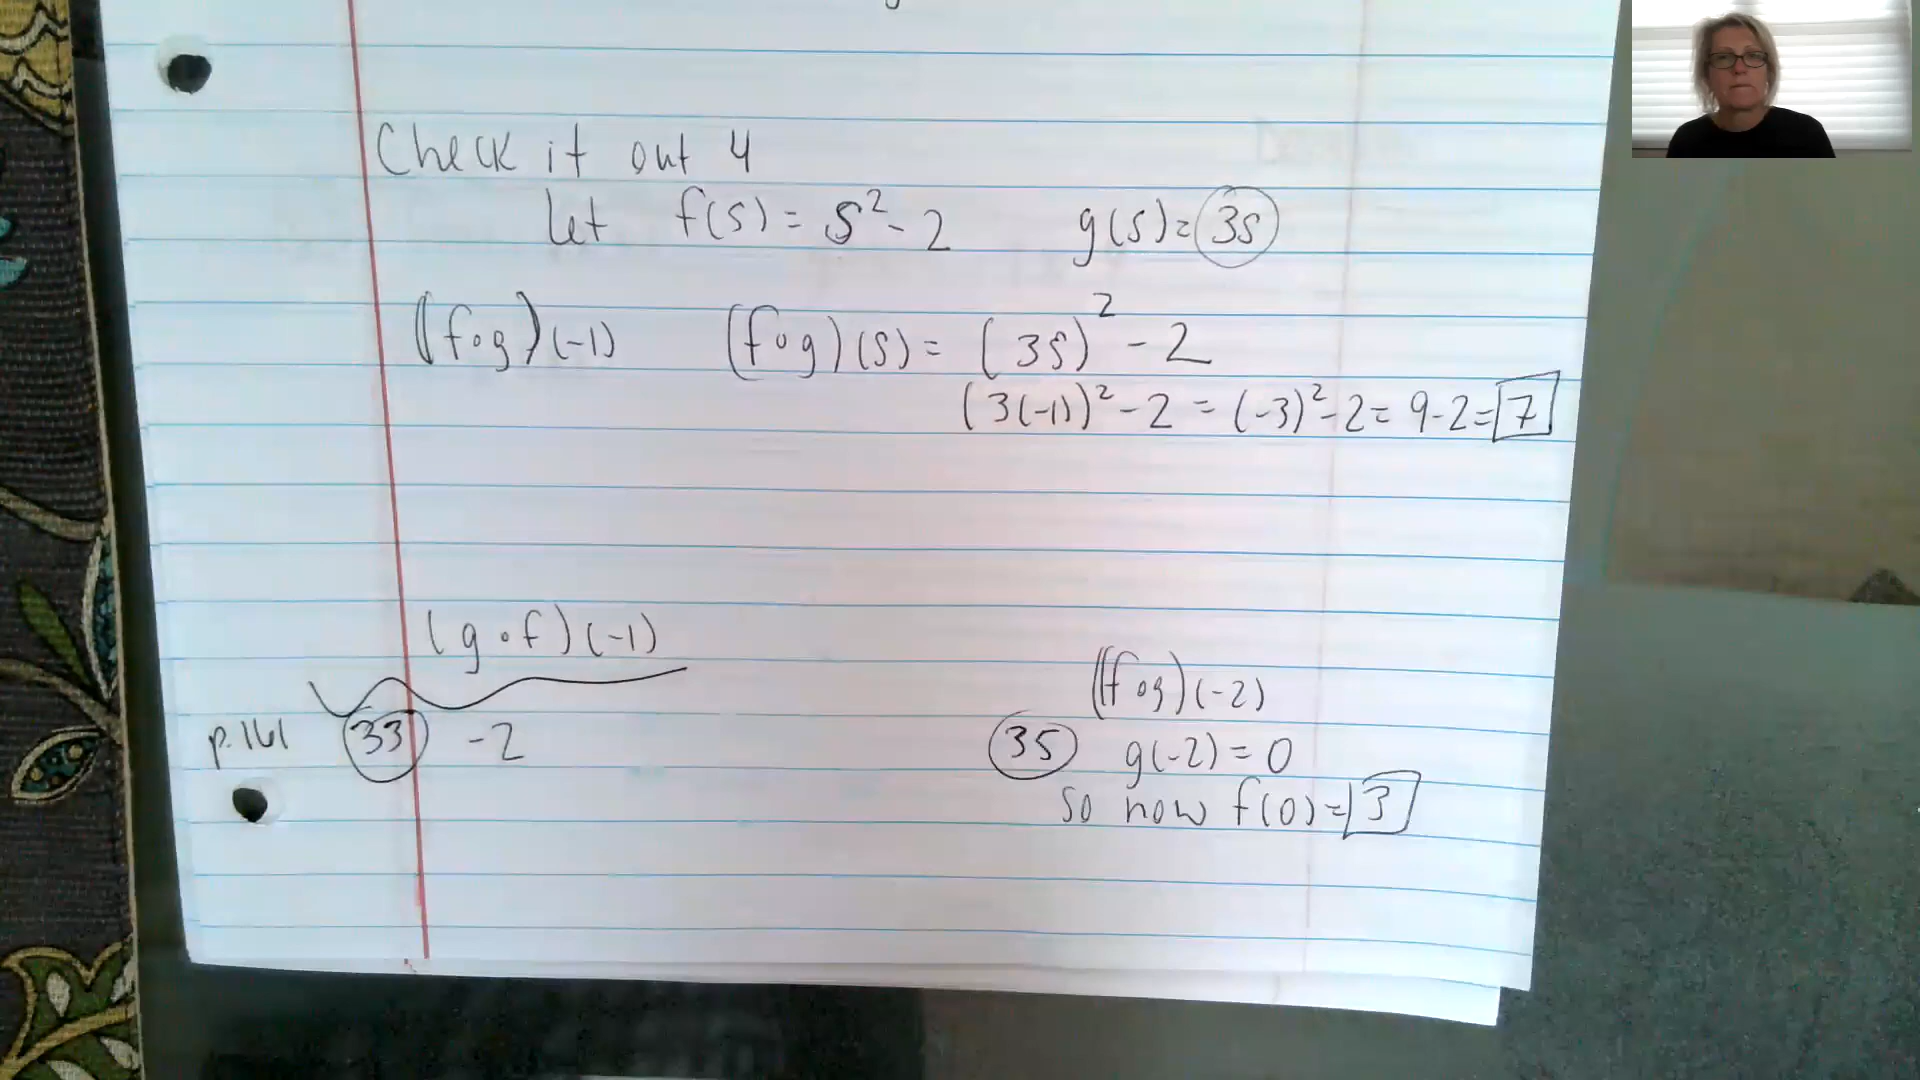 Check it out 4
let f(s) = s² - 2 g(s) = 3s
(f∘g)(-1) (f∘g)(s) = (3s)² - 2
(3(-1))² - 2 = (-3)² - 2 = 9 - 2 = 7
(g∘f)(-1)
p.161 33 -2
(f∘g)(-2)
35 g(-2) = 0
so now f(0) = 3